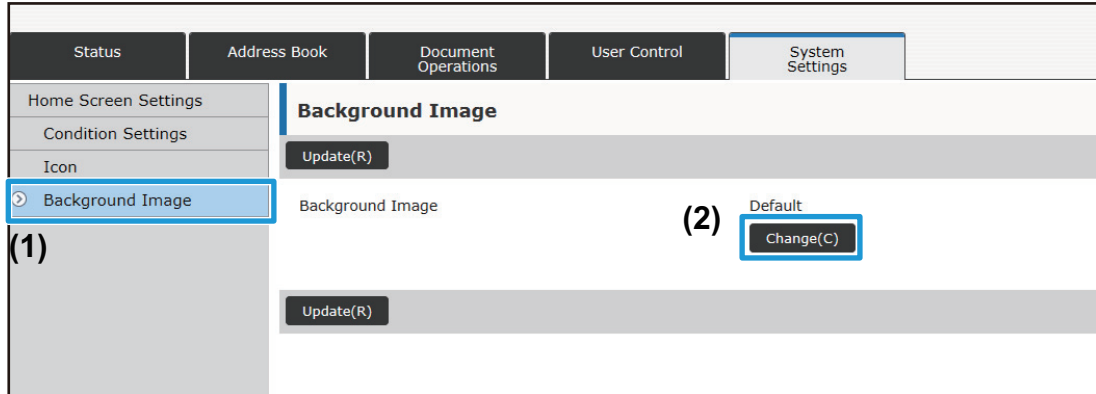 Status
Address Book
Document
Operations
User Control
System
Settings
Home Screen Settings
Condition Settings
Icon
Background Image
(1)
Background Image
Update(R)
Background Image
Default
(2)
Change(C)
Update(R)